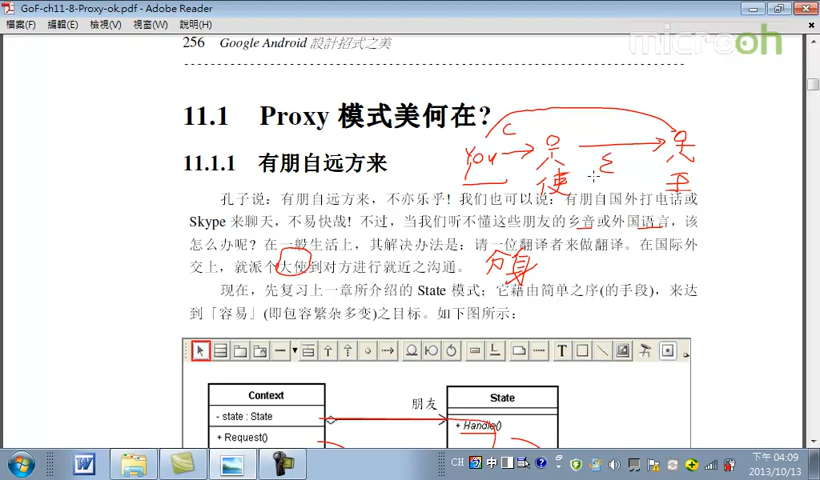 GoF-ch11-8-Proxy-ok.pdf - Adobe Reader
檔案(F) 編輯(E) 檢視(V) 視窗(W) 說明(H)
microoh
256 Google Android 設計招式之美
11.1 Proxy 模式美何在?
C
You
使
ε
王
11.1.1 有朋自远方来
孔子说：有朋自远方来，不亦乐乎! 我们也可以说：有朋自国外打电话或
Skype 来聊天，不易快哉! 不过，当我们听不懂这些朋友的乡音或外国语言，该
怎么办呢? 在一般生活上，其解决办法是：请一位翻译者来做翻译。在国际外
交上，就派个大使到对方进行就近之沟通。
分身
现在，先复习上一章所介绍的 State 模式；它藉由简单之序(的手段)，来达
到「容易」(即包容繁杂多变)之目标。如下图所示：
T
Context
- state : State
+ Request()
朋友
State
+ Handle()
CH 中
下午 04:09
2013/10/13